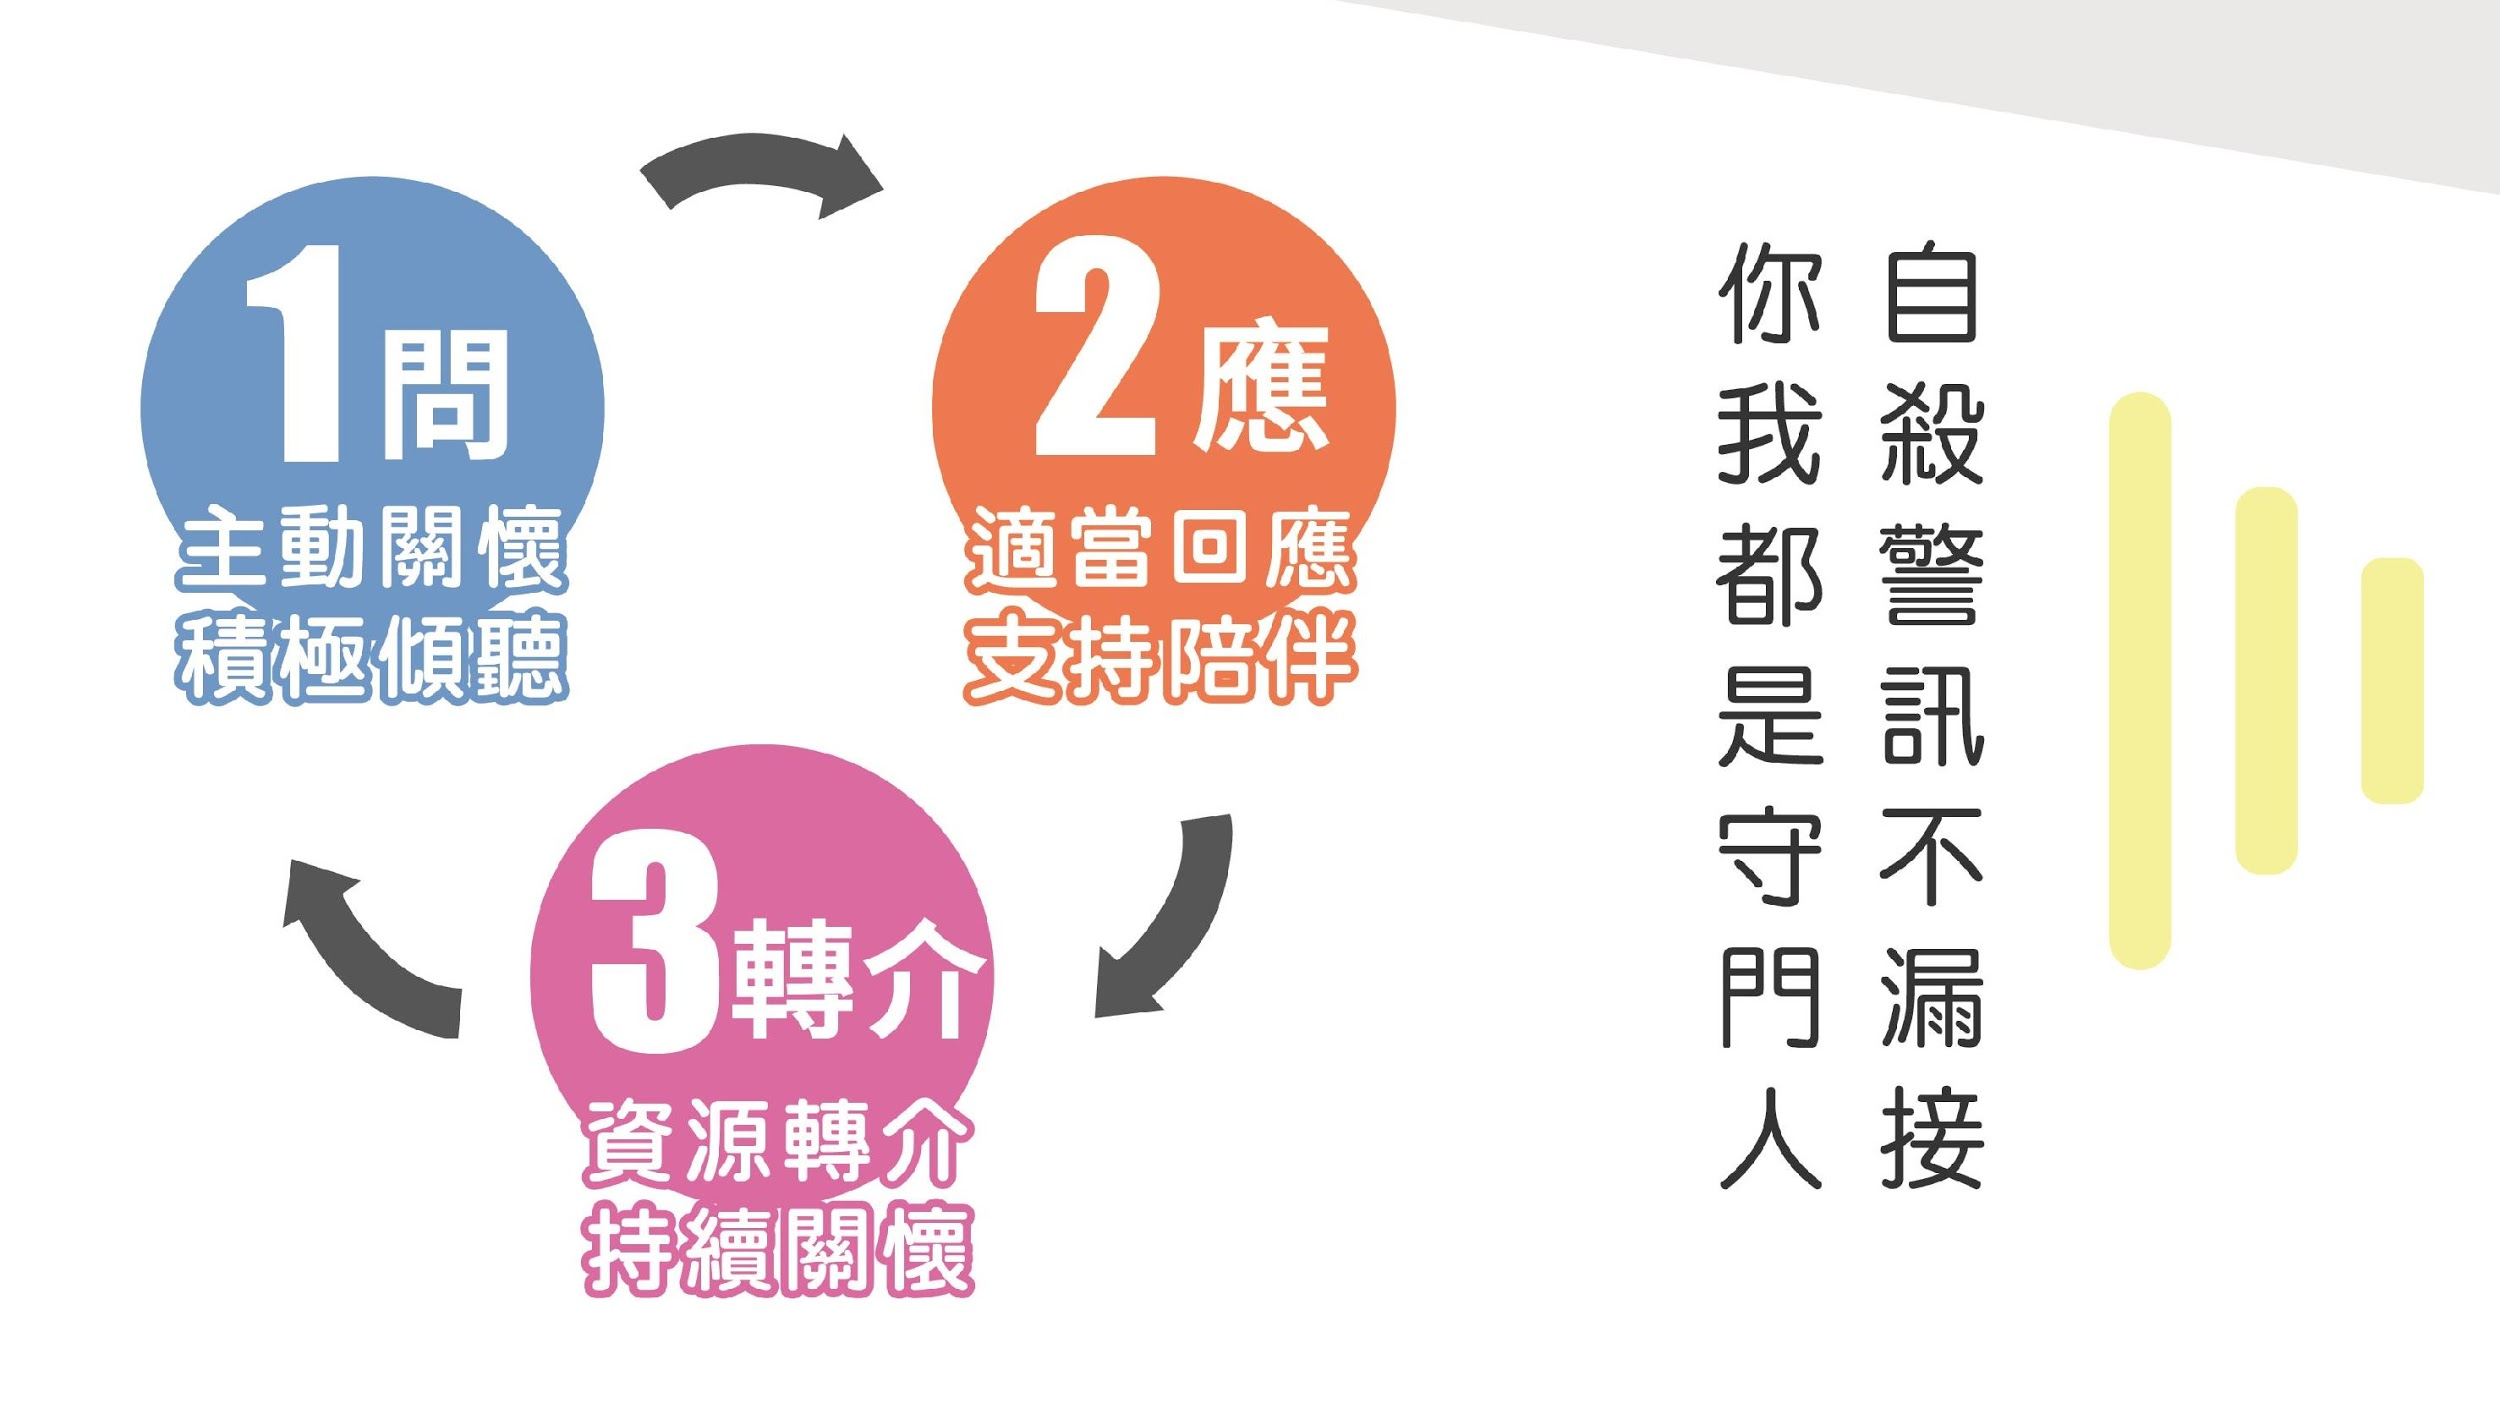 1問
主動關懷
積極傾聽
2應
適當回應
支持陪伴
3轉介
資源轉介
持續關懷
自殺警訊不漏接
你我都是守門人